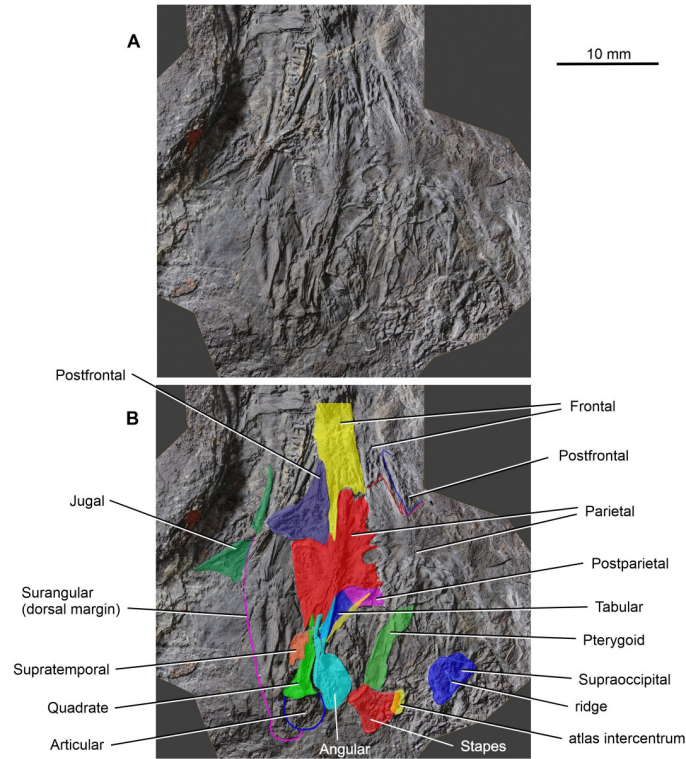 A
10 mm
Postfrontal
B
Frontal
Postfrontal
Jugal
Parietal
Postparietal
Surangular
(dorsal margin)
Tabular
Pterygoid
Supratemporal
Supraoccipital
Quadrate
ridge
Articular
Angular
Stapes
atlas intercentrum